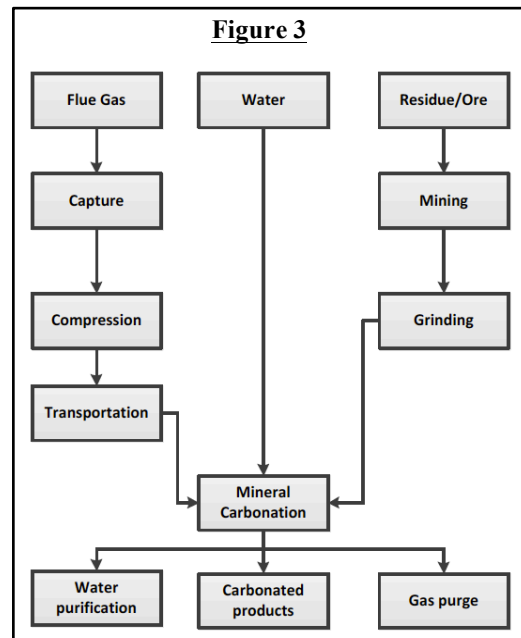 Figure 3
Flue Gas
Water
Residue/Ore
Capture
Mining
Compression
Grinding
Transportation
Mineral
Carbonation
Water
purification
Carbonated
products
Gas purge